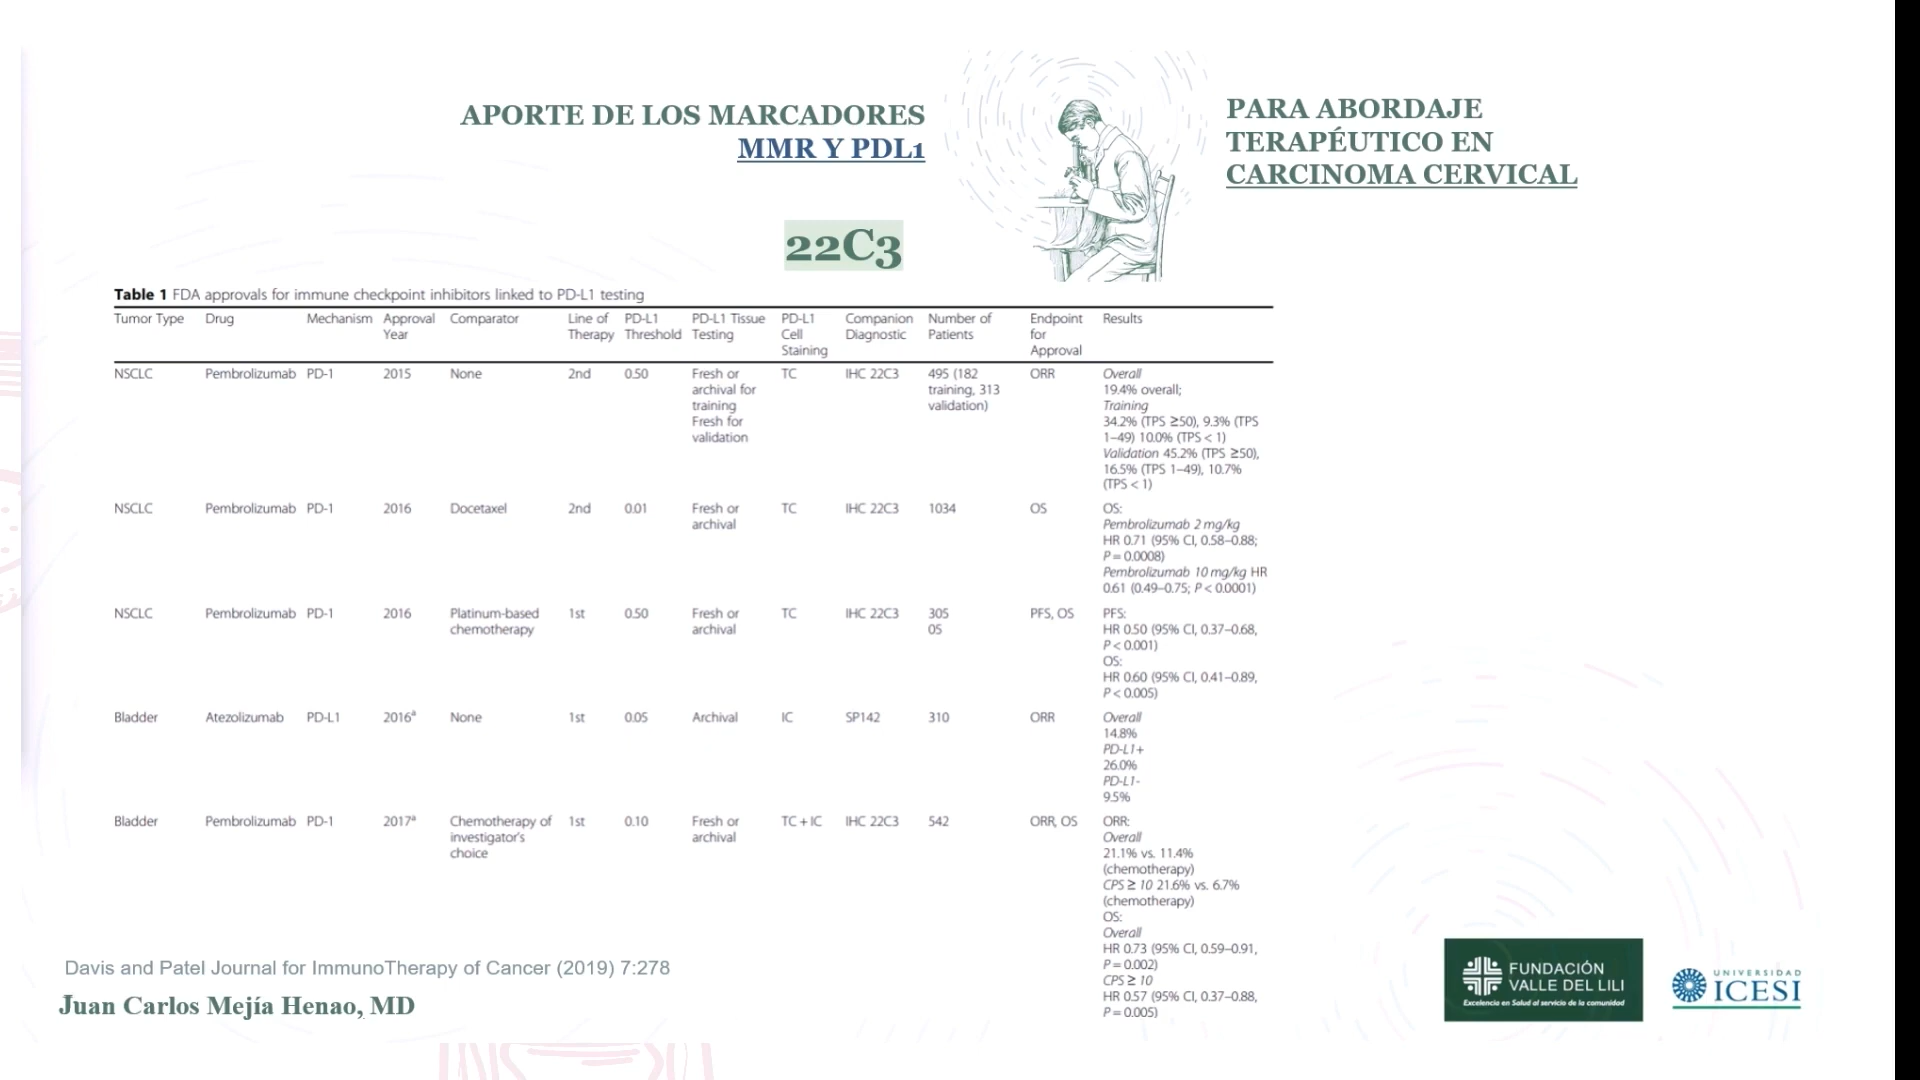 APORTE DE LOS MARCADORES
MMR Y PDL1
PARA ABORDAJE
TERAPÉUTICO EN
CARCINOMA CERVICAL
22C3
Table 1 FDA approvals for immune checkpoint inhibitors linked to PD-L1 testing
Tumor Type Drug Mechanism Approval Year Comparator Line of Therapy PD-L1 Threshold PD-L1 Tissue Testing PD-L1 Cell Staining Companion Diagnostic Number of Patients Endpoint for Approval Results
NSCLC Pembrolizumab PD-1 2015 None 2nd 0.50 Fresh or archival for training Fresh for validation TC IHC 22C3 495 (182 training, 313 validation) ORR Overall
19.4% overall;
Training
34.2% (TPS ≥50), 9.3% (TPS
1–49) 10.0% (TPS < 1)
Validation 45.2% (TPS ≥50),
16.5% (TPS 1–49), 10.7%
(TPS < 1)
NSCLC Pembrolizumab PD-1 2016 Docetaxel 2nd 0.01 Fresh or archival TC IHC 22C3 1034 OS OS:
Pembrolizumab 2 mg/kg
HR 0.71 (95% CI, 0.58–0.88;
P = 0.0008)
Pembrolizumab 10 mg/kg HR
0.61 (0.49–0.75; P < 0.0001)
NSCLC Pembrolizumab PD-1 2016 Platinum-based chemotherapy 1st 0.50 Fresh or archival TC IHC 22C3 305 05 PFS, OS PFS:
HR 0.50 (95% CI, 0.37–0.68,
P < 0.001)
OS:
HR 0.60 (95% CI, 0.41–0.89,
P < 0.005)
Bladder Atezolizumab PD-L1 2016a None 1st 0.05 Archival IC SP142 310 ORR Overall
14.8%
PD-L1+
26.0%
PD-L1-
9.5%
Bladder Pembrolizumab PD-1 2017a Chemotherapy of investigator's choice 1st 0.10 Fresh or archival TC + IC IHC 22C3 542 ORR, OS ORR:
Overall
21.1% vs. 11.4%
(chemotherapy)
CPS ≥ 10 21.6% vs. 6.7%
(chemotherapy)
OS:
Overall
HR 0.73 (95% CI, 0.59–0.91,
P = 0.002)
CPS ≥ 10
HR 0.57 (95% CI, 0.37–0.88,
P = 0.005)
Davis and Patel Journal for ImmunoTherapy of Cancer (2019) 7:278
Juan Carlos Mejía Henao, MD
FUNDACIÓN
VALLE DEL LILI
Excelencia en Salud al servicio de la comunidad
UNIVERSIDAD
ICESI